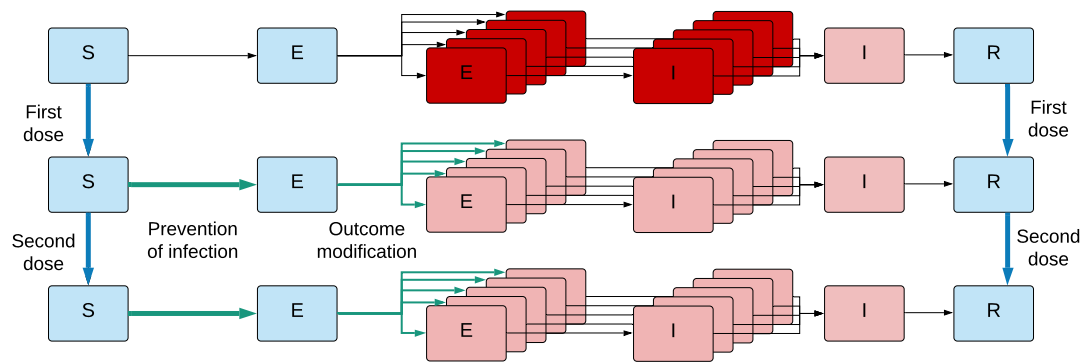 S
E
E
I
I
R
First
dose
First
dose
S
E
E
I
I
R
Second
dose
Prevention
of infection
Outcome
modification
Second
dose
S
E
E
I
I
R